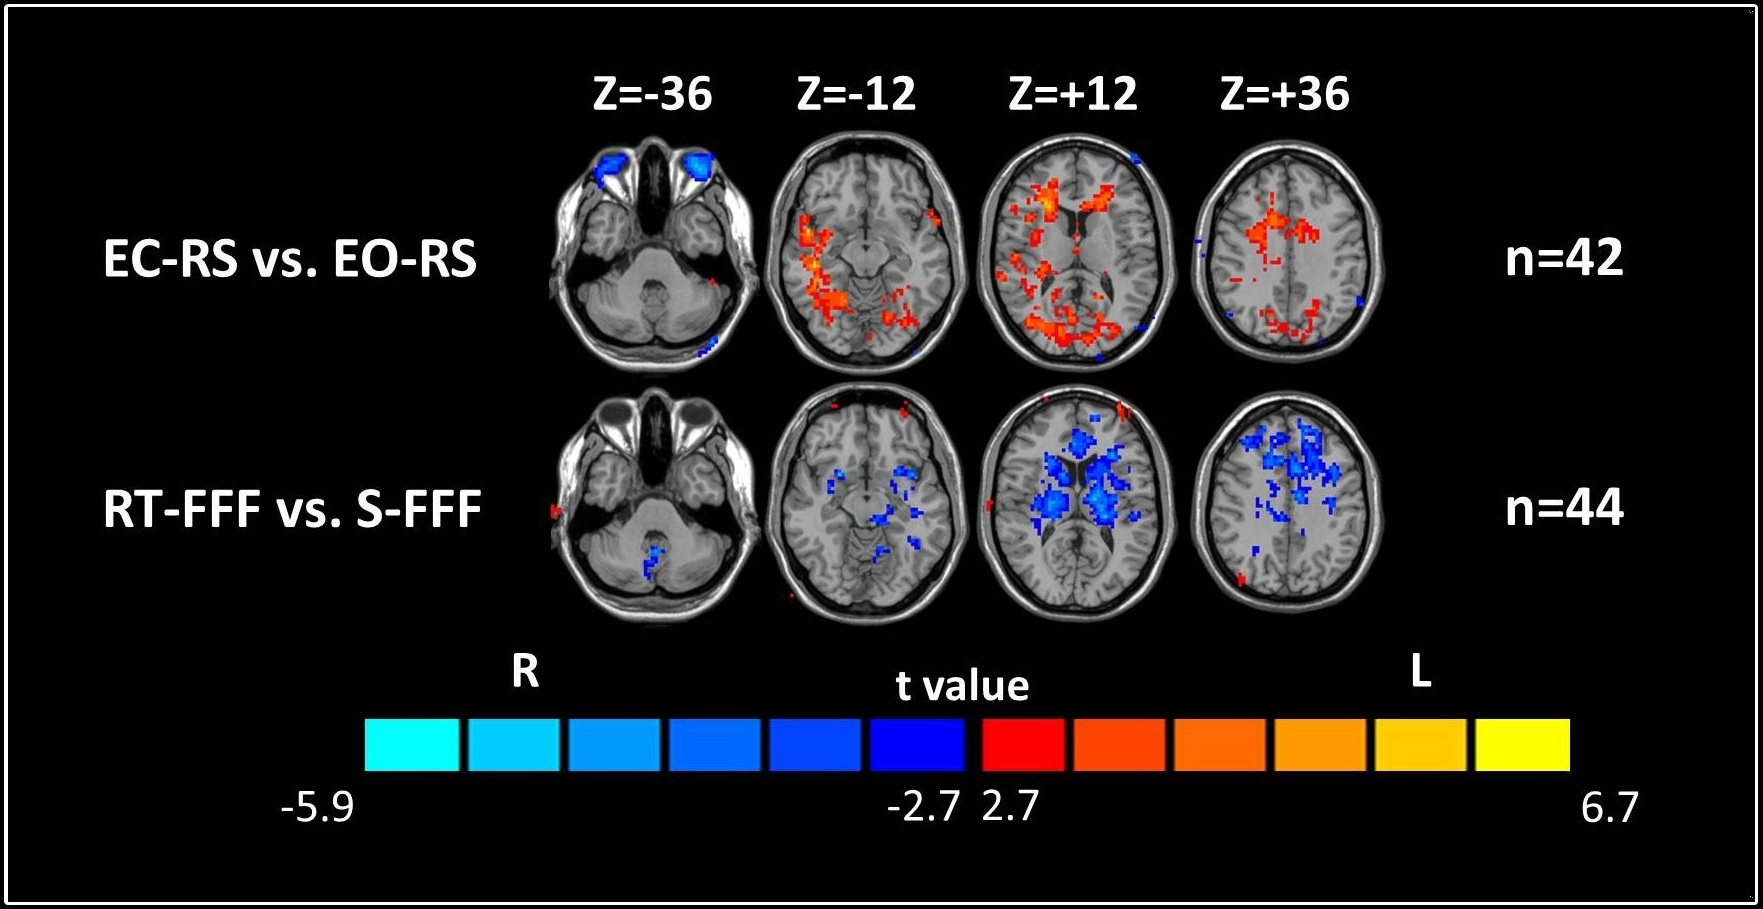 Z=-36 Z=-12 Z=+12 Z=+36
EC-RS vs. EO-RS n=42
RT-FFF vs. S-FFF n=44
R t value L
-5.9 -2.7 2.7 6.7